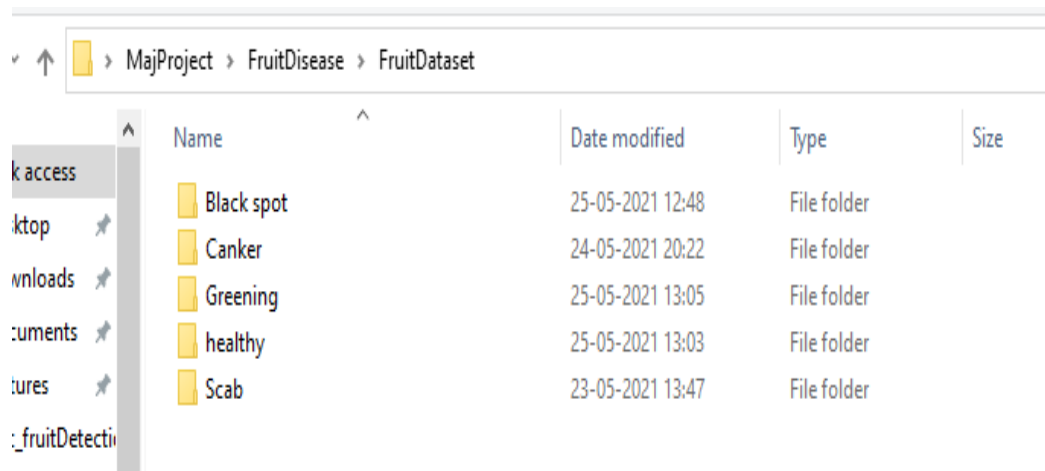 MajProject > FruitDisease > FruitDataset
Name Date modified Type Size
k access
Black spot 25-05-2021 12:48 File folder
ktop
Canker 24-05-2021 20:22 File folder
wnloads
Greening 25-05-2021 13:05 File folder
cuments
healthy 25-05-2021 13:03 File folder
tures
Scab 23-05-2021 13:47 File folder
_fruitDetecti